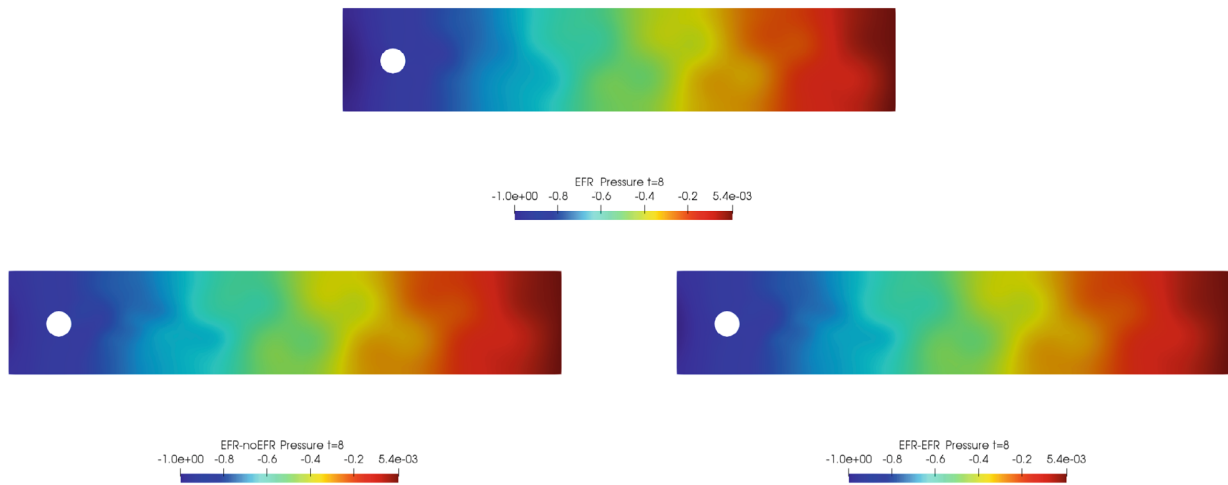 EFR Pressure t=8
-1.0e+00 -0.8 -0.6 -0.4 -0.2 5.4e-03
EFR-noEFR Pressure t=8
-1.0e+00 -0.8 -0.6 -0.4 -0.2 5.4e-03
EFR-EFR Pressure t=8
-1.0e+00 -0.8 -0.6 -0.4 -0.2 5.4e-03